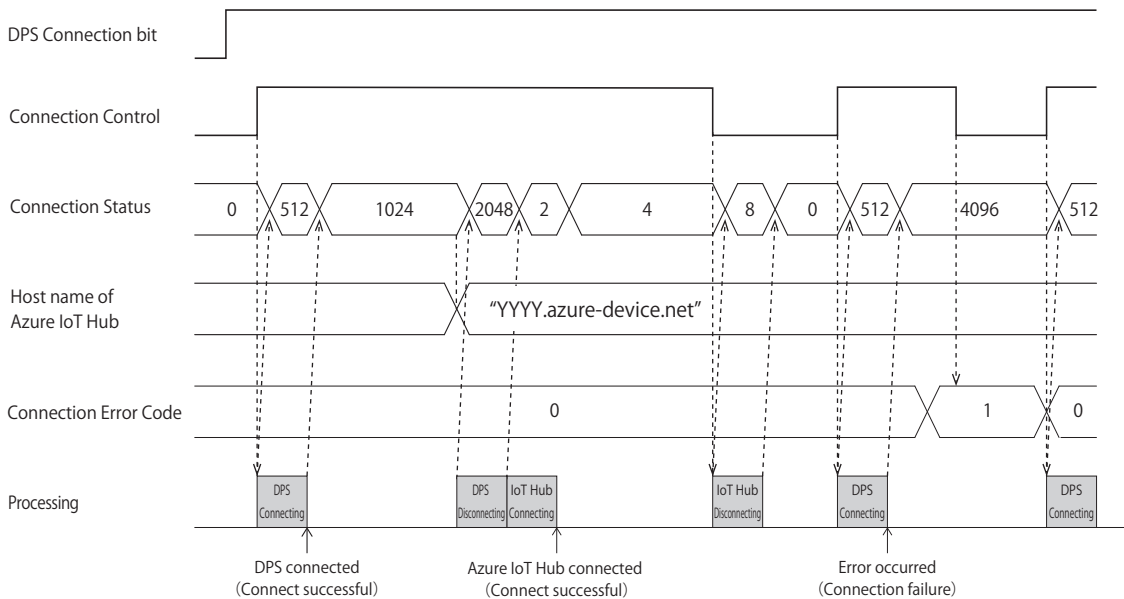 DPS Connection bit
Connection Control
Connection Status
0
512
1024
2048
2
4
8
0
512
4096
512
Host name of
Azure IoT Hub
“YYYY.azure-device.net”
Connection Error Code
0
1
0
Processing
DPS
Connecting
DPS
Disconnecting
IoT Hub
Connecting
IoT Hub
Disconnecting
DPS
Connecting
DPS
Connecting
DPS connected
(Connect successful)
Azure IoT Hub connected
(Connect successful)
Error occurred
(Connection failure)